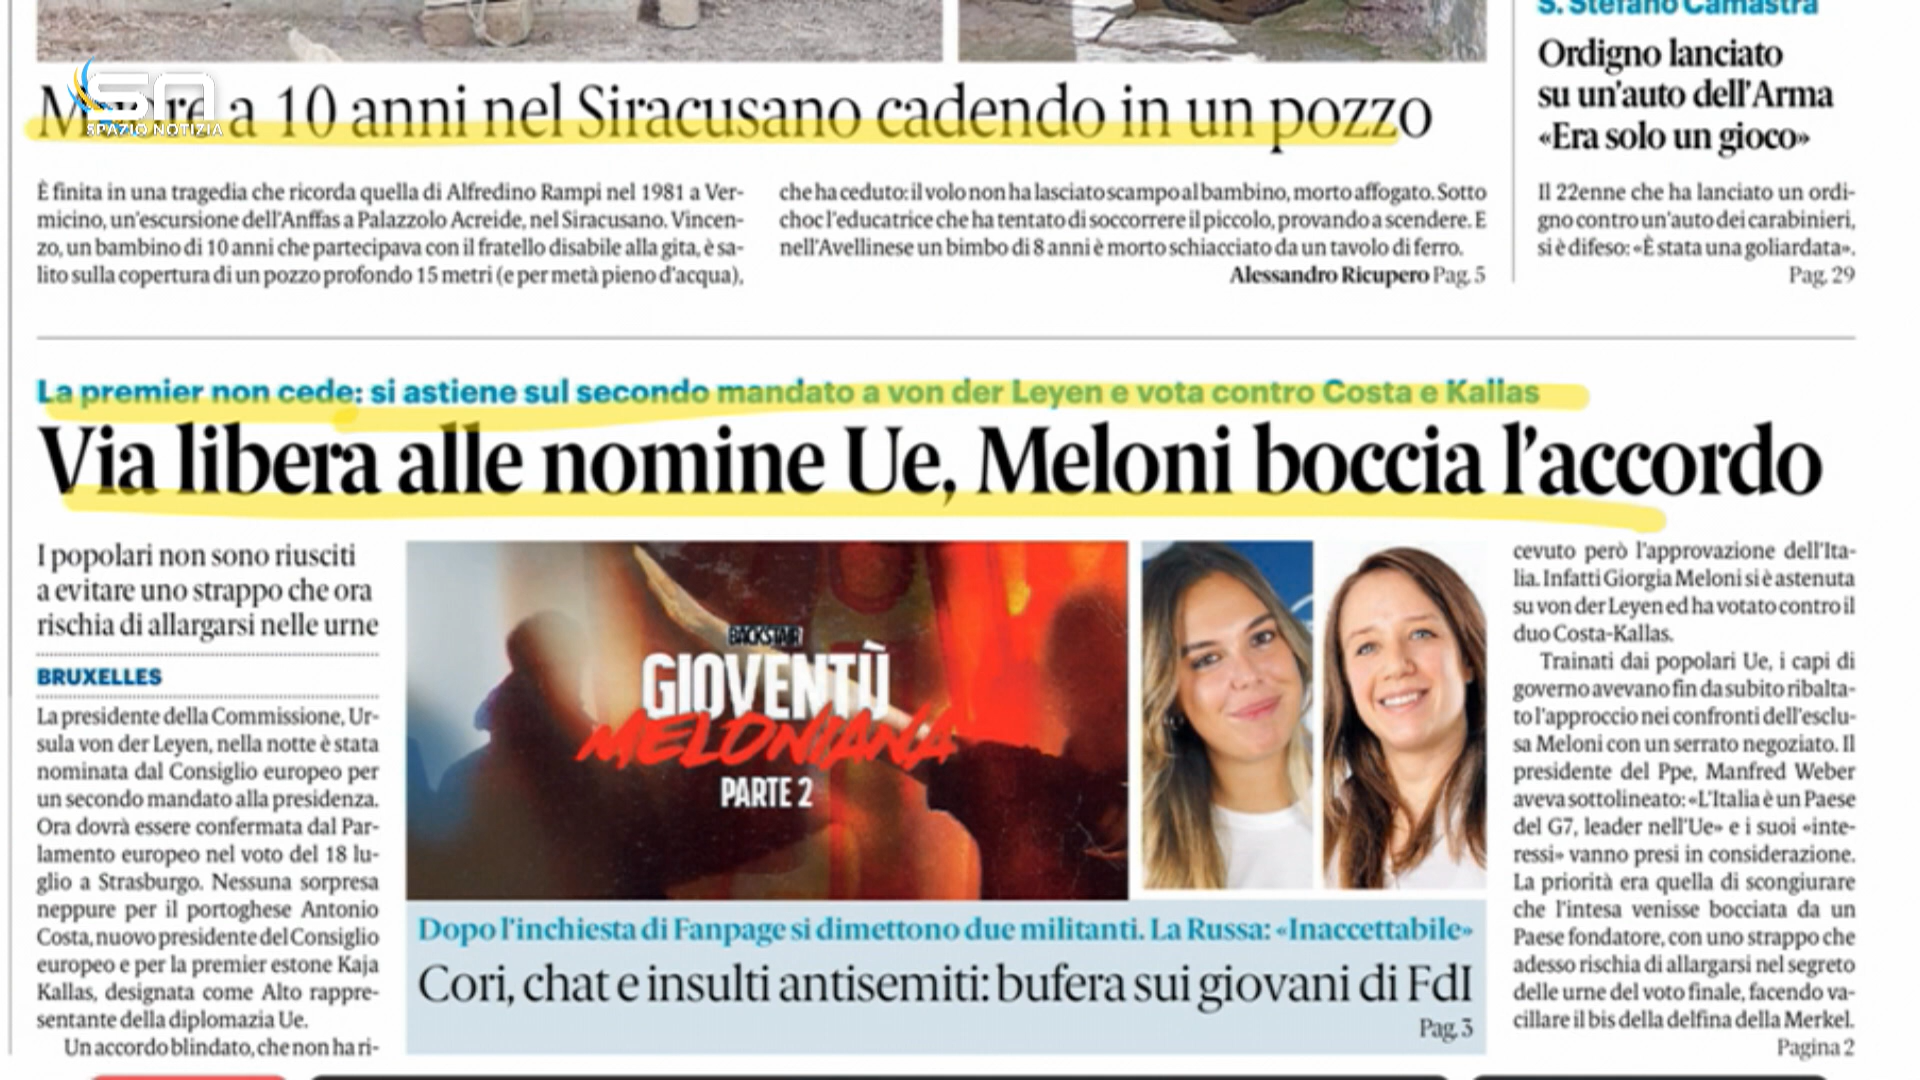 S. Stefano Camastra
Ordigno lanciato
su un'auto dell'Arma
«Era solo un gioco»
Il 22enne che ha lanciato un ordi-
gno contro un'auto dei carabinieri,
si è difeso: «È stata una goliardata».
Pag. 29
SN
SPAZIO NOTIZIA
Muore a 10 anni nel Siracusano cadendo in un pozzo
È finita in una tragedia che ricorda quella di Alfredino Rampi nel 1981 a Ver-
micino, un'escursione dell'Anffas a Palazzolo Acreide, nel Siracusano. Vincen-
zo, un bambino di 10 anni che partecipava con il fratello disabile alla gita, è sa-
lito sulla copertura di un pozzo profondo 15 metri (e per metà pieno d'acqua),
che ha ceduto: il volo non ha lasciato scampo al bambino, morto affogato. Sotto
choc l'educatrice che ha tentato di soccorrere il piccolo, provando a scendere. E
nell'Avellinese un bimbo di 8 anni è morto schiacciato da un tavolo di ferro.
Alessandro Ricupero Pag. 5
La premier non cede: si astiene sul secondo mandato a von der Leyen e vota contro Costa e Kallas
Via libera alle nomine Ue, Meloni boccia l'accordo
I popolari non sono riusciti
a evitare uno strappo che ora
rischia di allargarsi nelle urne
BRUXELLES
La presidente della Commissione, Ur-
sula von der Leyen, nella notte è stata
nominata dal Consiglio europeo per
un secondo mandato alla presidenza.
Ora dovrà essere confermata dal Par-
lamento europeo nel voto del 18 lu-
glio a Strasburgo. Nessuna sorpresa
neppure per il portoghese Antonio
Costa, nuovo presidente del Consiglio
europeo e per la premier estone Kaja
Kallas, designata come Alto rappre-
sentante della diplomazia Ue.
Un accordo blindato, che non ha ri-
BACKSTAIR
GIOVENTÙ
MELONIANA
PARTE 2
Dopo l'inchiesta di Fanpage si dimettono due militanti. La Russa: «Inaccettabile»
Cori, chat e insulti antisemiti: bufera sui giovani di FdI
Pag. 3
cevuto però l'approvazione dell'Ita-
lia. Infatti Giorgia Meloni si è astenuta
su von der Leyen ed ha votato contro il
duo Costa-Kallas.
Trainati dai popolari Ue, i capi di
governo avevano fin da subito ribalta-
to l'approccio nei confronti dell'esclu-
sa Meloni con un serrato negoziato. Il
presidente del Ppe, Manfred Weber
aveva sottolineato: «L'Italia è un Paese
del G7, leader nell'Ue» e i suoi «inte-
ressi» vanno presi in considerazione.
La priorità era quella di scongiurare
che l'intesa venisse bocciata da un
Paese fondatore, con uno strappo che
adesso rischia di allargarsi nel segreto
delle urne del voto finale, facendo va-
cillare il bis della delfina della Merkel.
Pagina 2